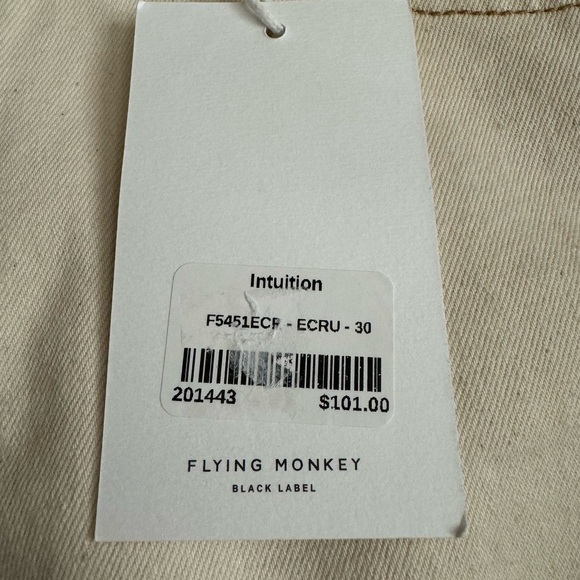 Intuition
F5451ECR - ECRU - 30
201443 $101.00
FLYING MONKEY
BLACK LABEL